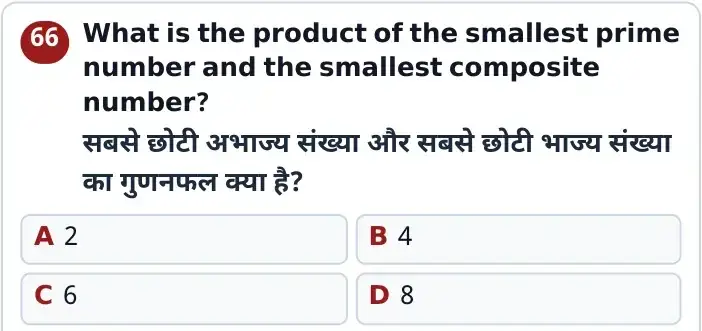 66 What is the product of the smallest prime
number and the smallest composite
number?
सबसे छोटी अभाज्य संख्या और सबसे छोटी भाज्य संख्या
का गुणनफल क्या है?
A 2
B 4
C 6
D 8